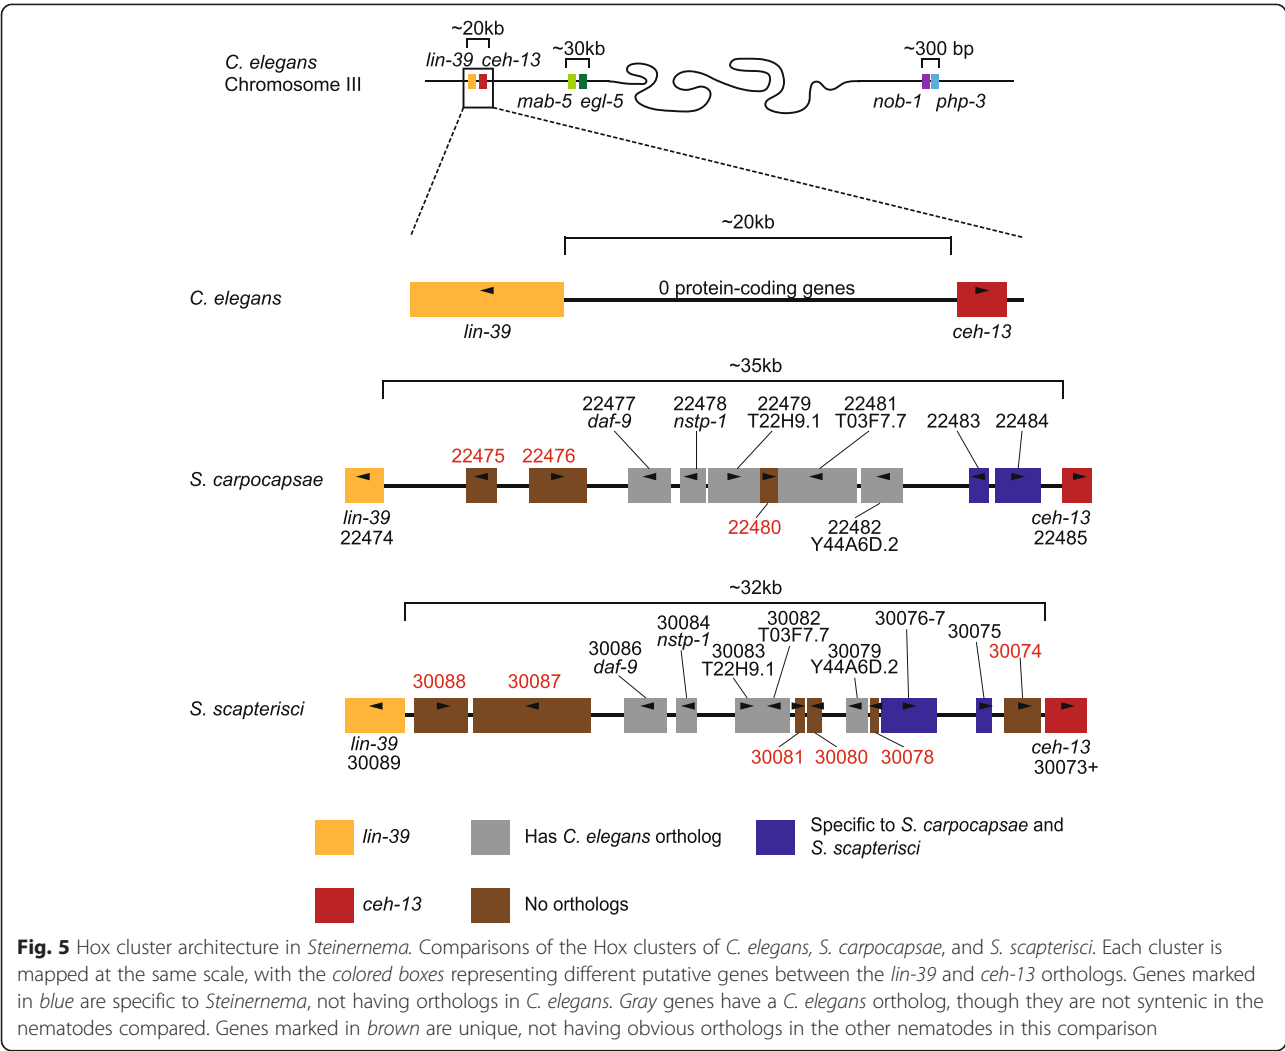 ~20kb
~30kb
~300 bp
C. elegans
Chromosome III
lin-39 ceh-13
mab-5 egl-5
nob-1 php-3
~20kb
C. elegans
0 protein-coding genes
lin-39
ceh-13
~35kb
22477
daf-9
22478
nstp-1
22479
T22H9.1
22481
T03F7.7
22483
22484
22475
22476
S. carpocapsae
lin-39
22474
22480
22482
Y44A6D.2
ceh-13
22485
~32kb
30086
daf-9
30084
nstp-1
30083
T22H9.1
30082
T03F7.7
30079
Y44A6D.2
30076-7
30075
30074
30088
30087
S. scapterisci
lin-39
30089
30081
30080
30078
ceh-13
30073+
lin-39
Has C. elegans ortholog
Specific to S. carpocapsae and
S. scapterisci
ceh-13
No orthologs
Fig. 5 Hox cluster architecture in Steinernema. Comparisons of the Hox clusters of C. elegans, S. carpocapsae, and S. scapterisci. Each cluster is
mapped at the same scale, with the colored boxes representing different putative genes between the lin-39 and ceh-13 orthologs. Genes marked
in blue are specific to Steinernema, not having orthologs in C. elegans. Gray genes have a C. elegans ortholog, though they are not syntenic in the
nematodes compared. Genes marked in brown are unique, not having obvious orthologs in the other nematodes in this comparison